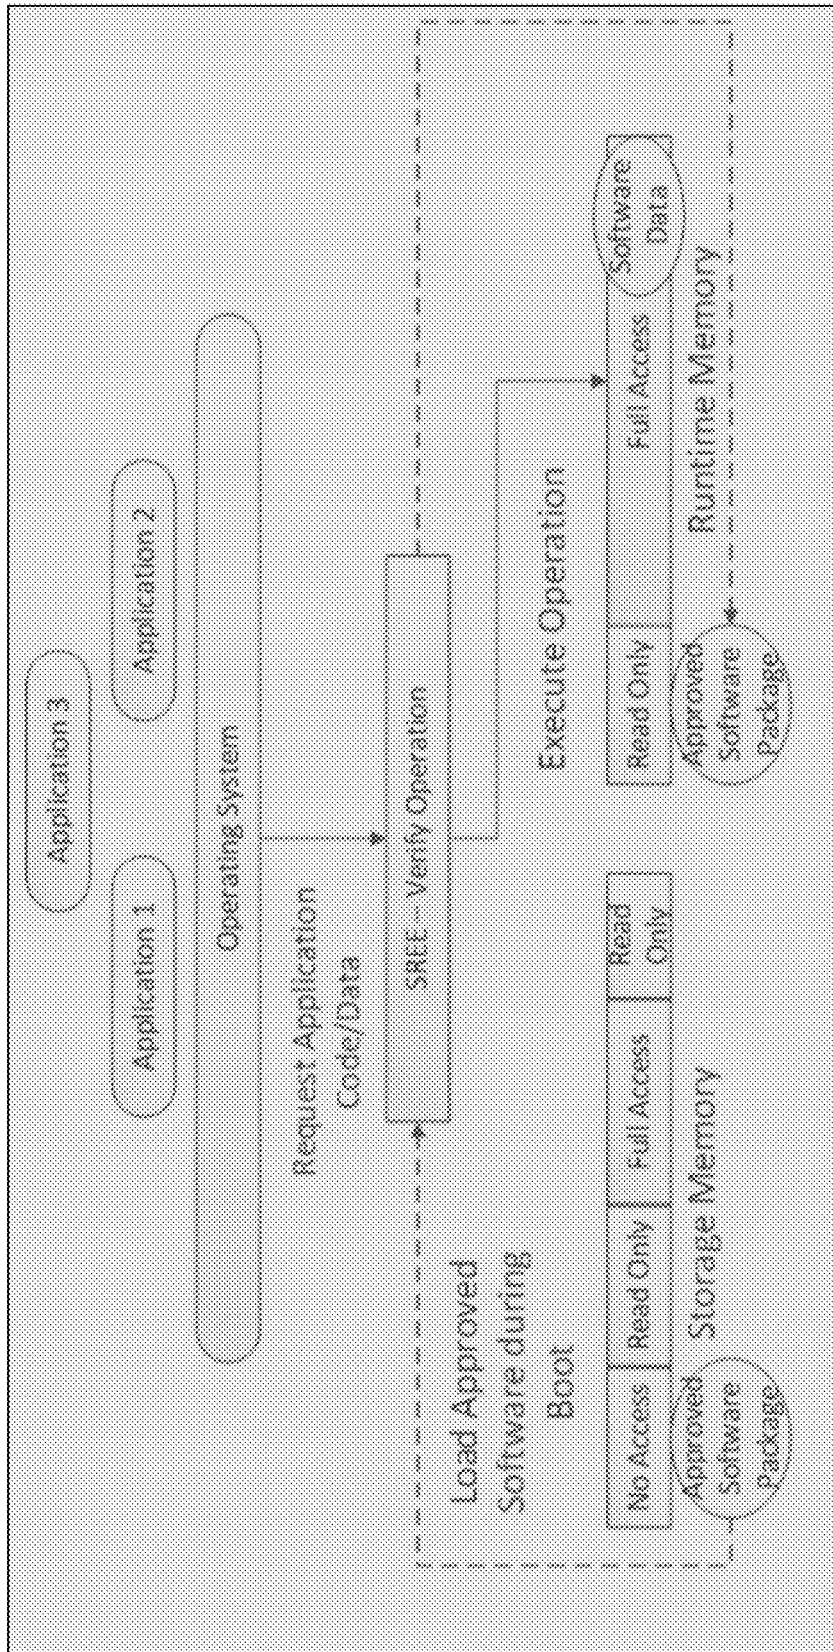 Application 3
Application 1
Application 2
Operating System
Request Application
Code/Data
SREE – Verify Operation
Load Approved
Software during
Boot
Execute Operation
No Access
Read Only
Full Access
Read
Only
Read Only
Full Access
Software
Data
Approved
Software
Package
Storage Memory
Approved
Software
Package
Runtime Memory